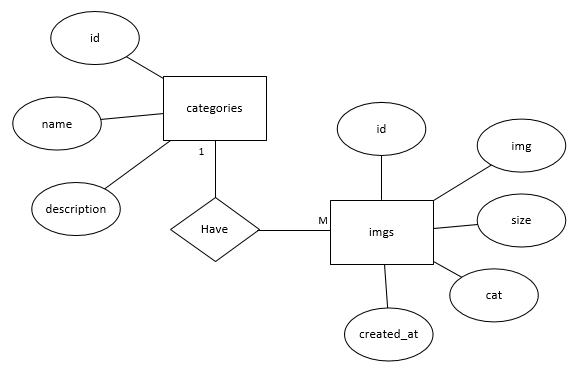 id
categories
name
id
img
1
description
size
M
Have
imgs
cat
created_at